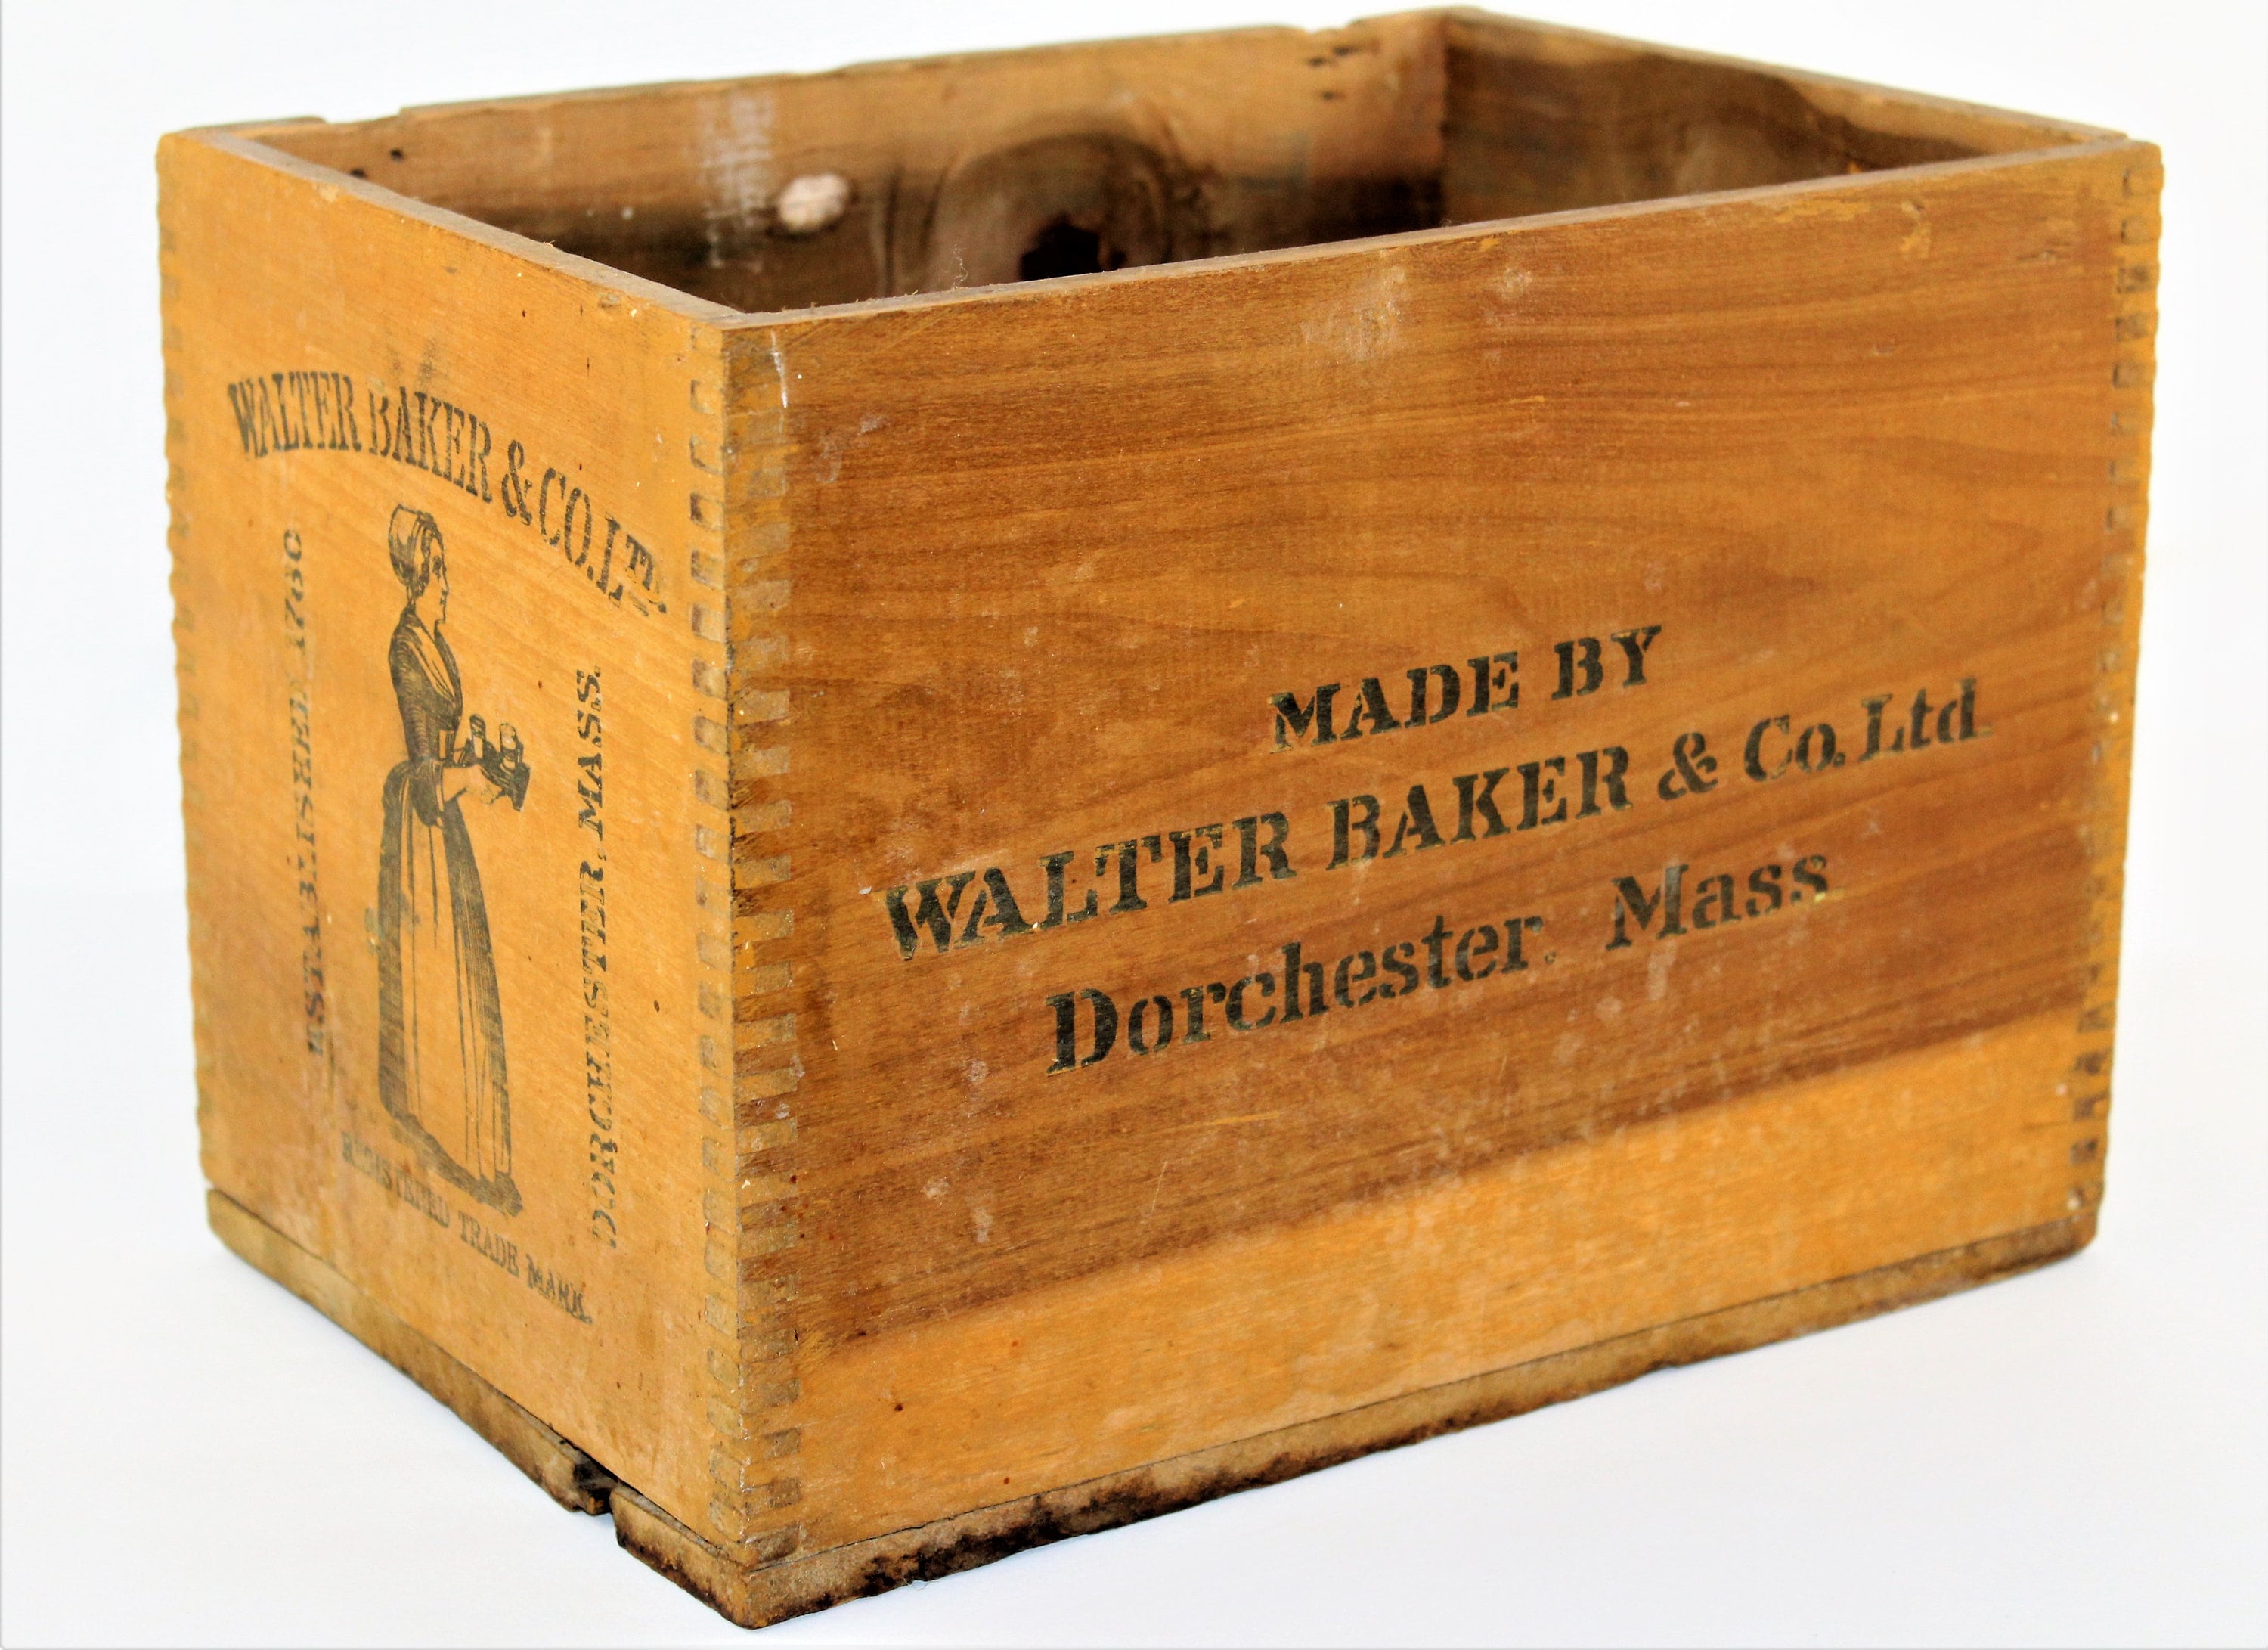 WALTER BAKER & CO. LTD.
ESTABLISHED 1780
DORCHESTER, MASS.
REGISTERED TRADE MARK.
MADE BY
WALTER BAKER & Co. Ltd.
Dorchester. Mass.